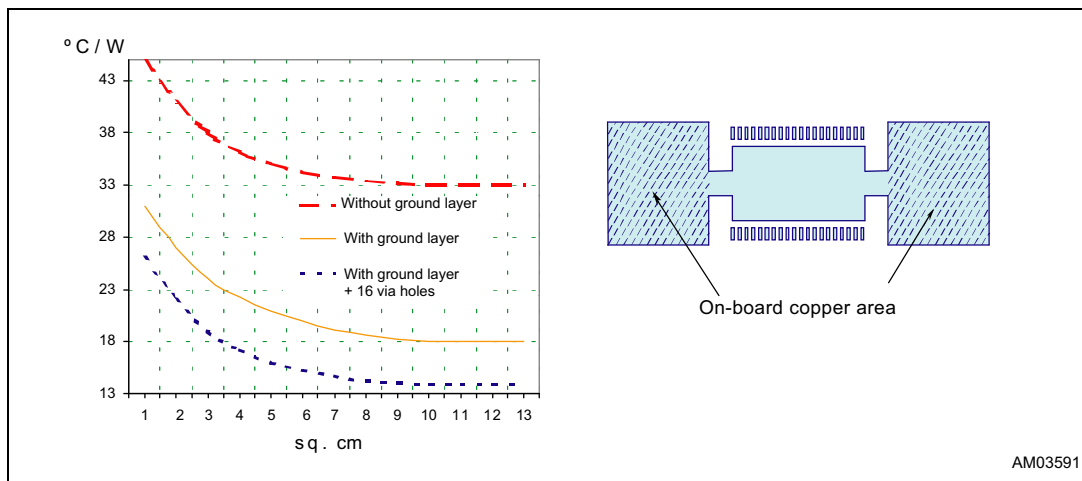 º C / W
43
38
33
28
23
18
13
Without ground layer
With ground layer
With ground layer
+ 16 via holes
1 2 3 4 5 6 7 8 9 10 11 12 13
sq. cm
On-board copper area
AM03591